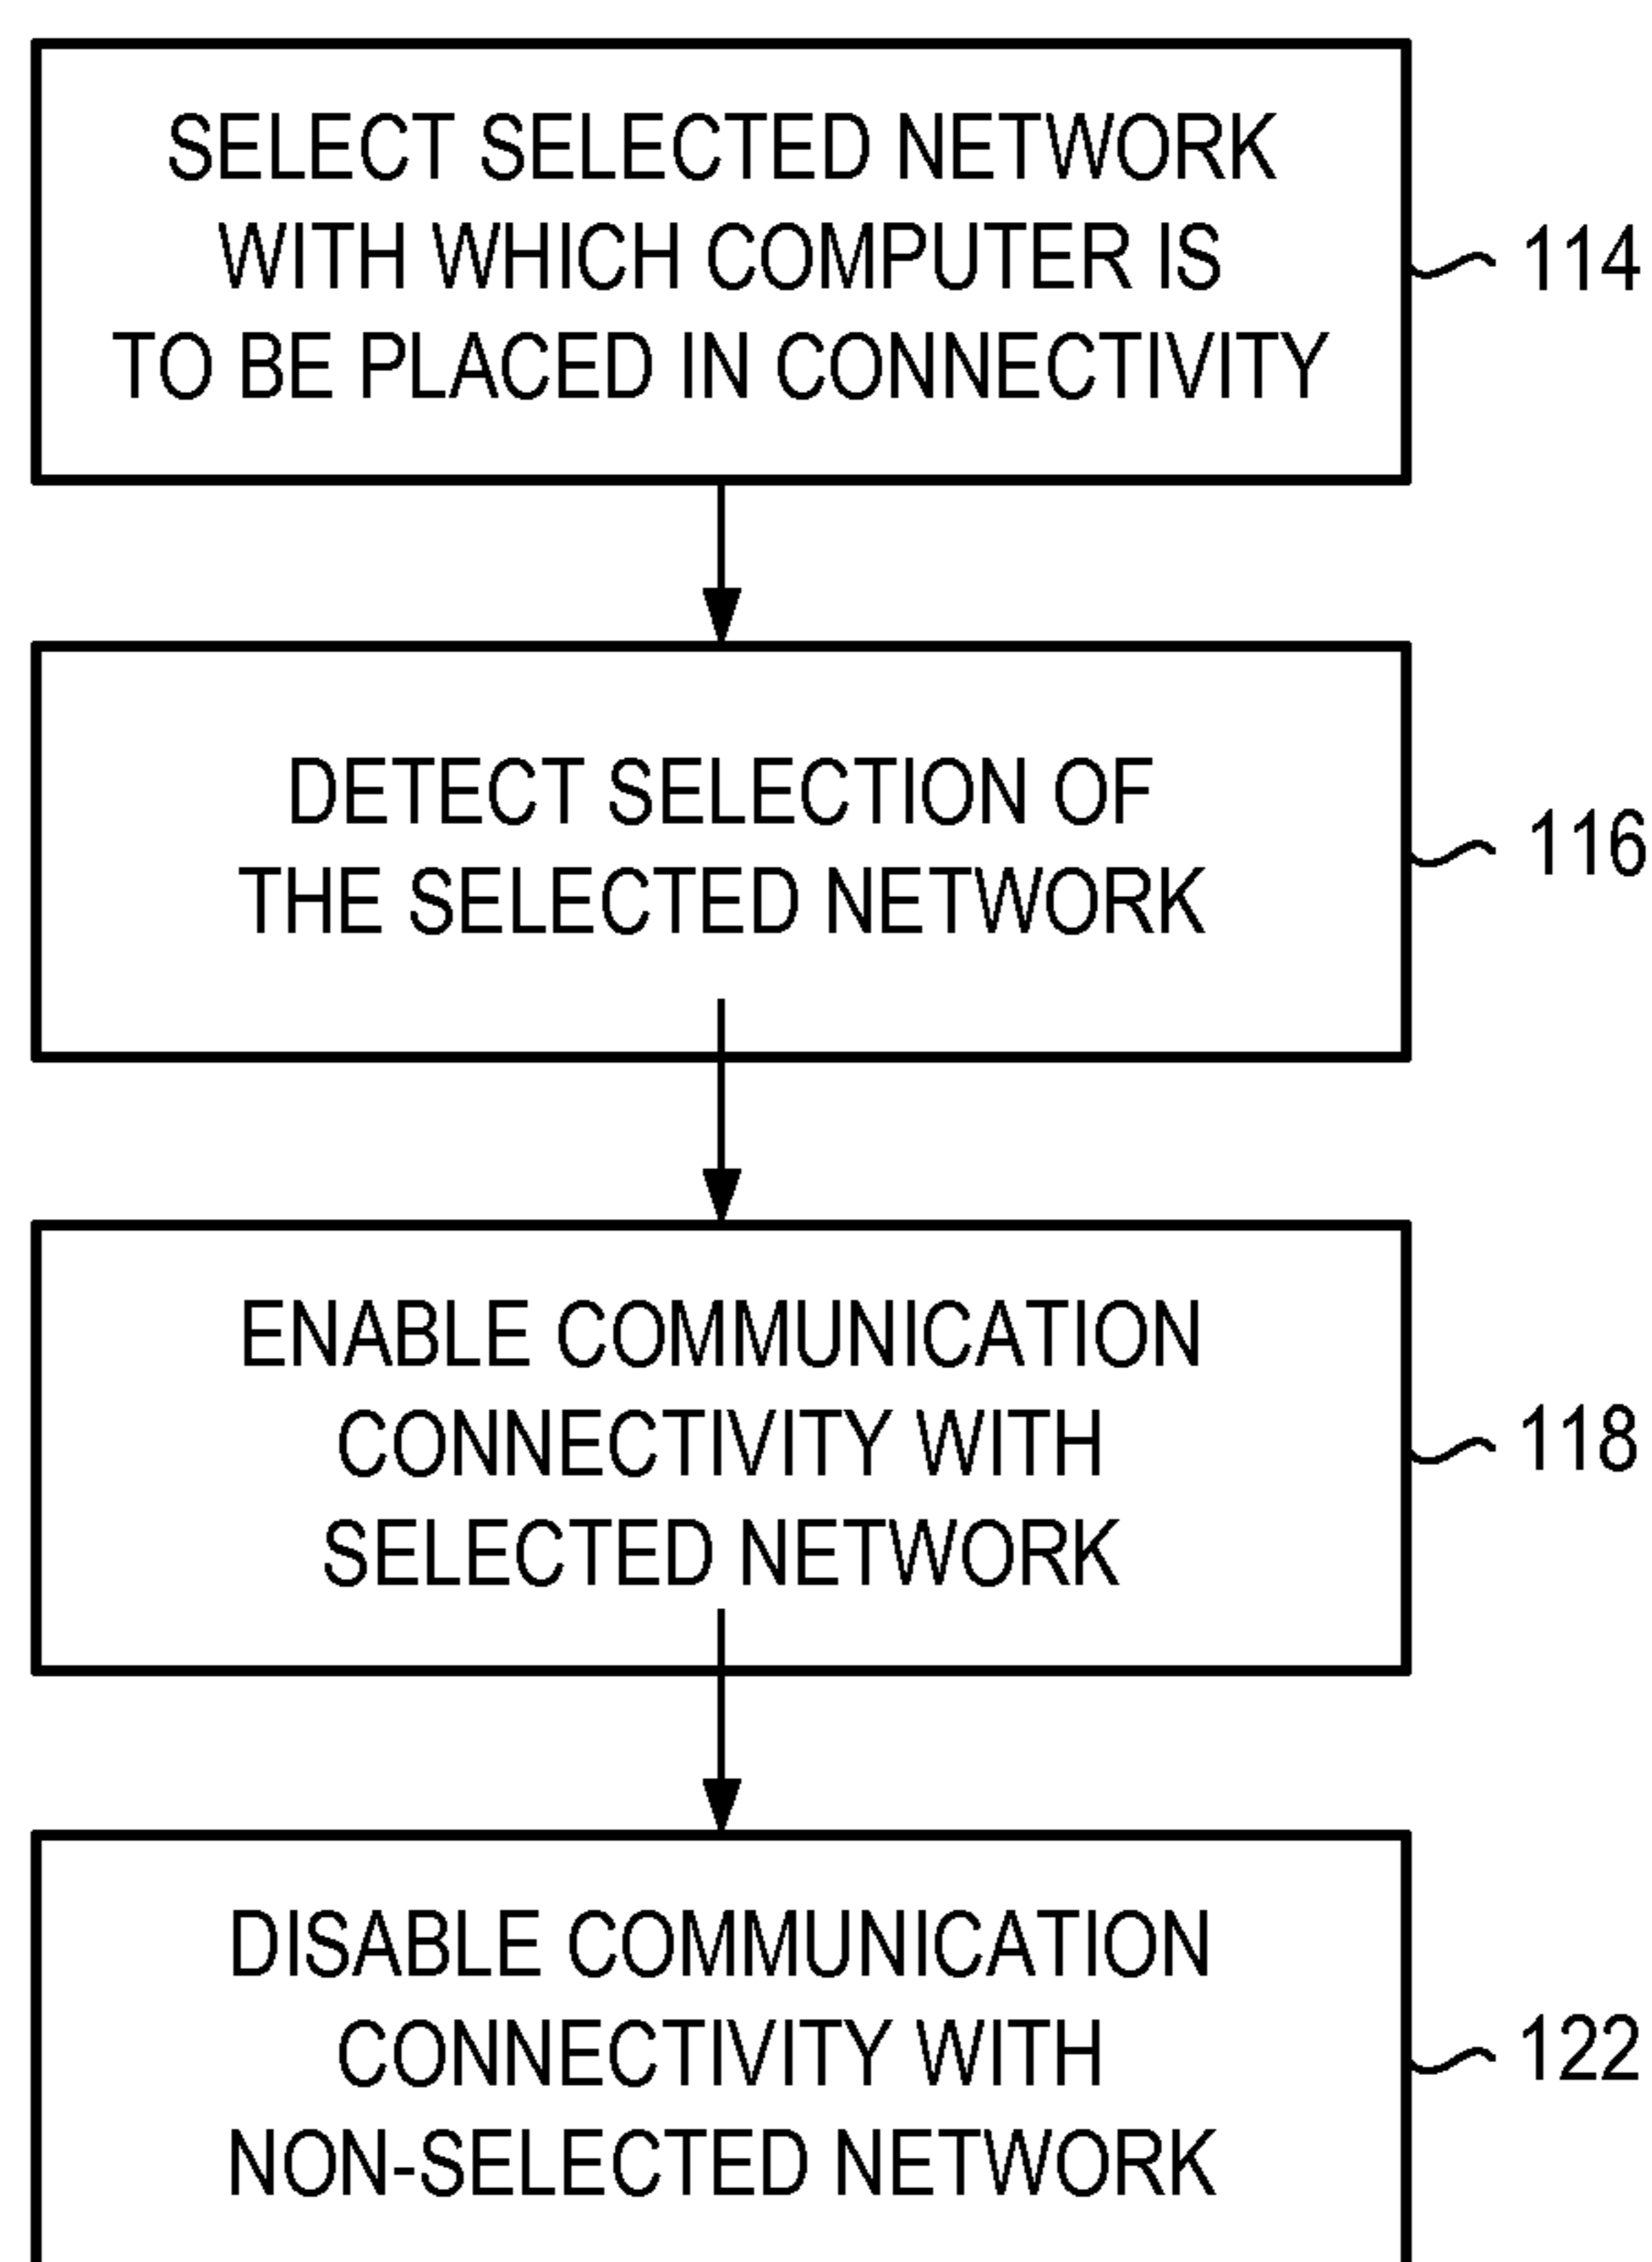 SELECT SELECTED NETWORK
WITH WHICH COMPUTER IS
TO BE PLACED IN CONNECTIVITY
114
DETECT SELECTION OF
THE SELECTED NETWORK
116
ENABLE COMMUNICATION
CONNECTIVITY WITH
SELECTED NETWORK
118
DISABLE COMMUNICATION
CONNECTIVITY WITH
NON-SELECTED NETWORK
122